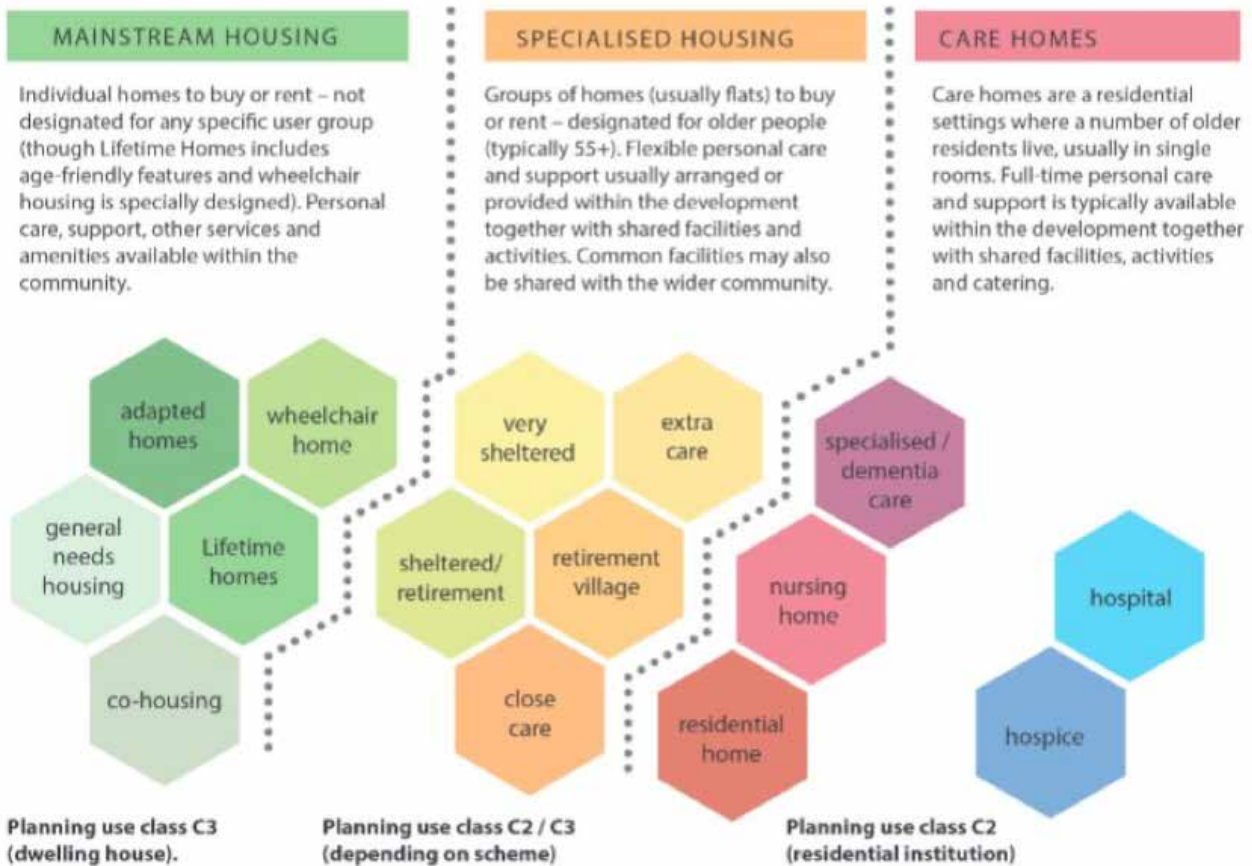 MAINSTREAM HOUSING
Individual homes to buy or rent – not
designated for any specific user group
(though Lifetime Homes includes
age-friendly features and wheelchair
housing is specially designed). Personal
care, support, other services and
amenities available within the
community.
SPECIALISED HOUSING
Groups of homes (usually flats) to buy
or rent – designated for older people
(typically 55+). Flexible personal care
and support usually arranged or
provided within the development
together with shared facilities and
activities. Common facilities may also
be shared with the wider community.
CARE HOMES
Care homes are a residential
settings where a number of older
residents live, usually in single
rooms. Full-time personal care
and support is typically available
within the development together
with shared facilities, activities
and catering.
adapted
homes
wheelchair
home
general
needs
housing
Lifetime
homes
co-housing
very
sheltered
extra
care
sheltered/
retirement
retirement
village
close
care
specialised /
dementia
care
nursing
home
residential
home
hospital
hospice
Planning use class C3
(dwelling house).
Planning use class C2 / C3
(depending on scheme)
Planning use class C2
(residential institution)